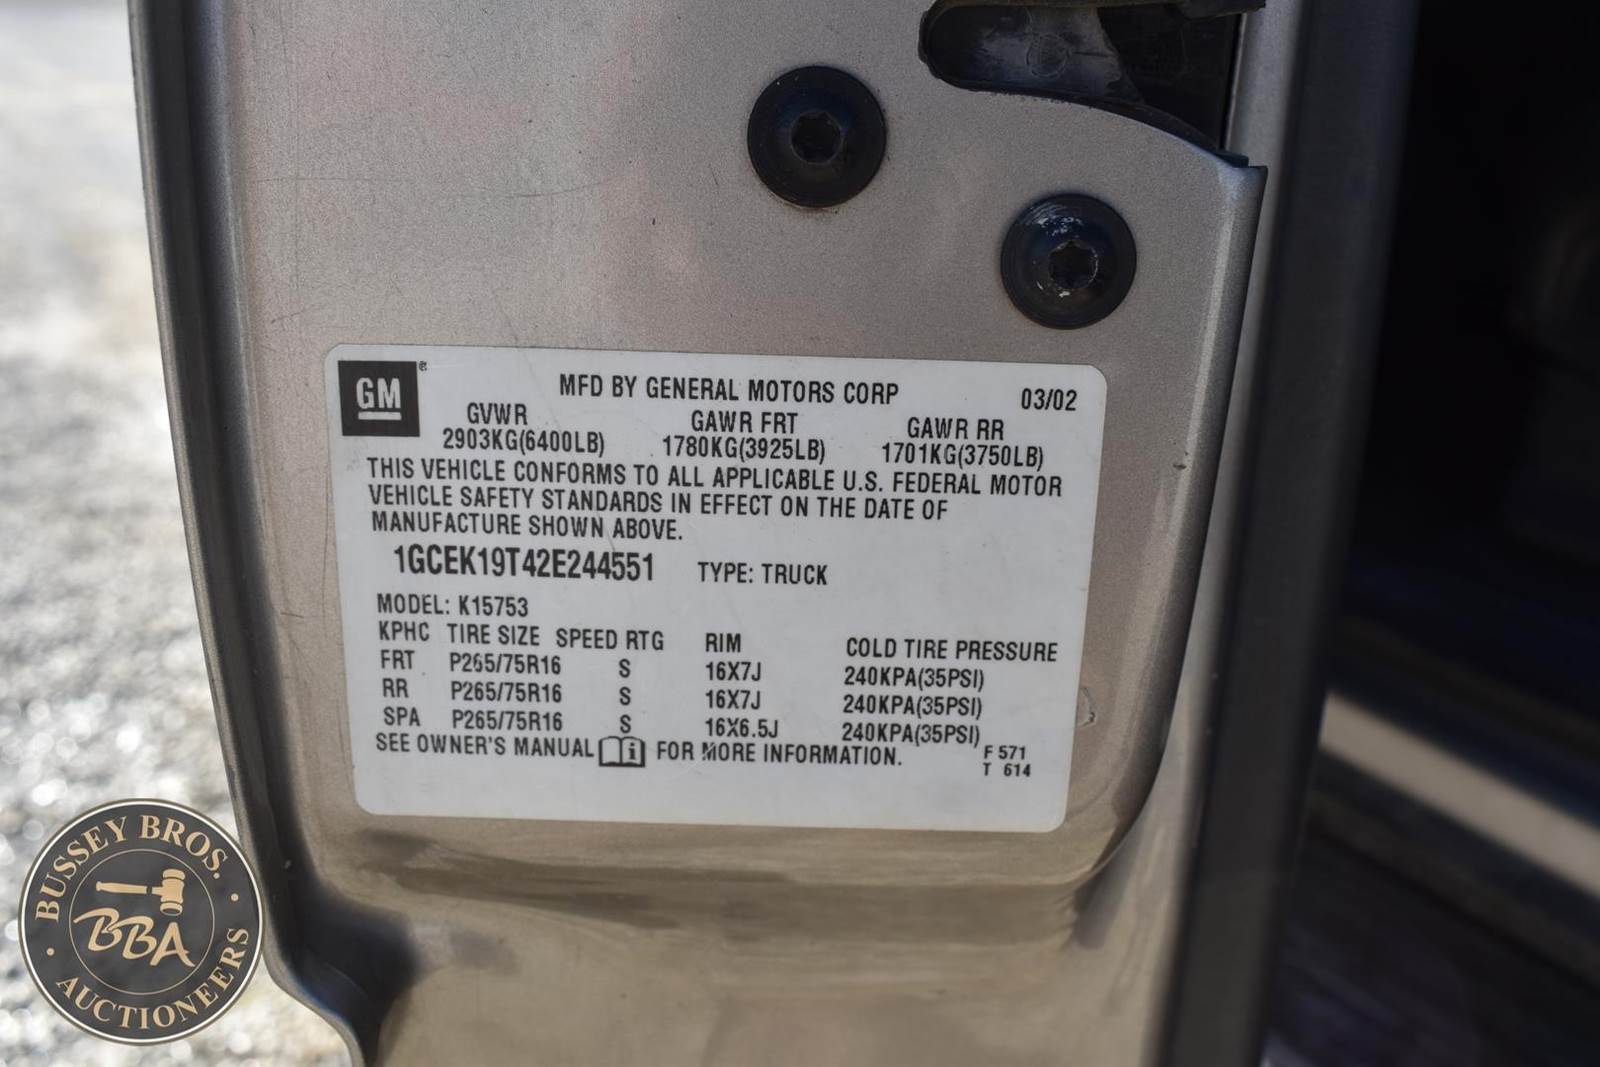 GM ®
MFD BY GENERAL MOTORS CORP 03/02
GVWR GAWR FRT GAWR RR
2903KG(6400LB) 1780KG(3925LB) 1701KG(3750LB)
THIS VEHICLE CONFORMS TO ALL APPLICABLE U.S. FEDERAL MOTOR
VEHICLE SAFETY STANDARDS IN EFFECT ON THE DATE OF
MANUFACTURE SHOWN ABOVE.
1GCEK19T42E244551 TYPE: TRUCK
MODEL: K15753
KPHC TIRE SIZE SPEED RTG RIM COLD TIRE PRESSURE
FRT P265/75R16 S 16X7J 240KPA(35PSI)
RR P265/75R16 S 16X7J 240KPA(35PSI)
SPA P265/75R16 S 16X6.5J 240KPA(35PSI)
SEE OWNER'S MANUAL i FOR MORE INFORMATION.
F 571
T 614
BUSSEY BROS.
BBA
AUCTIONEERS